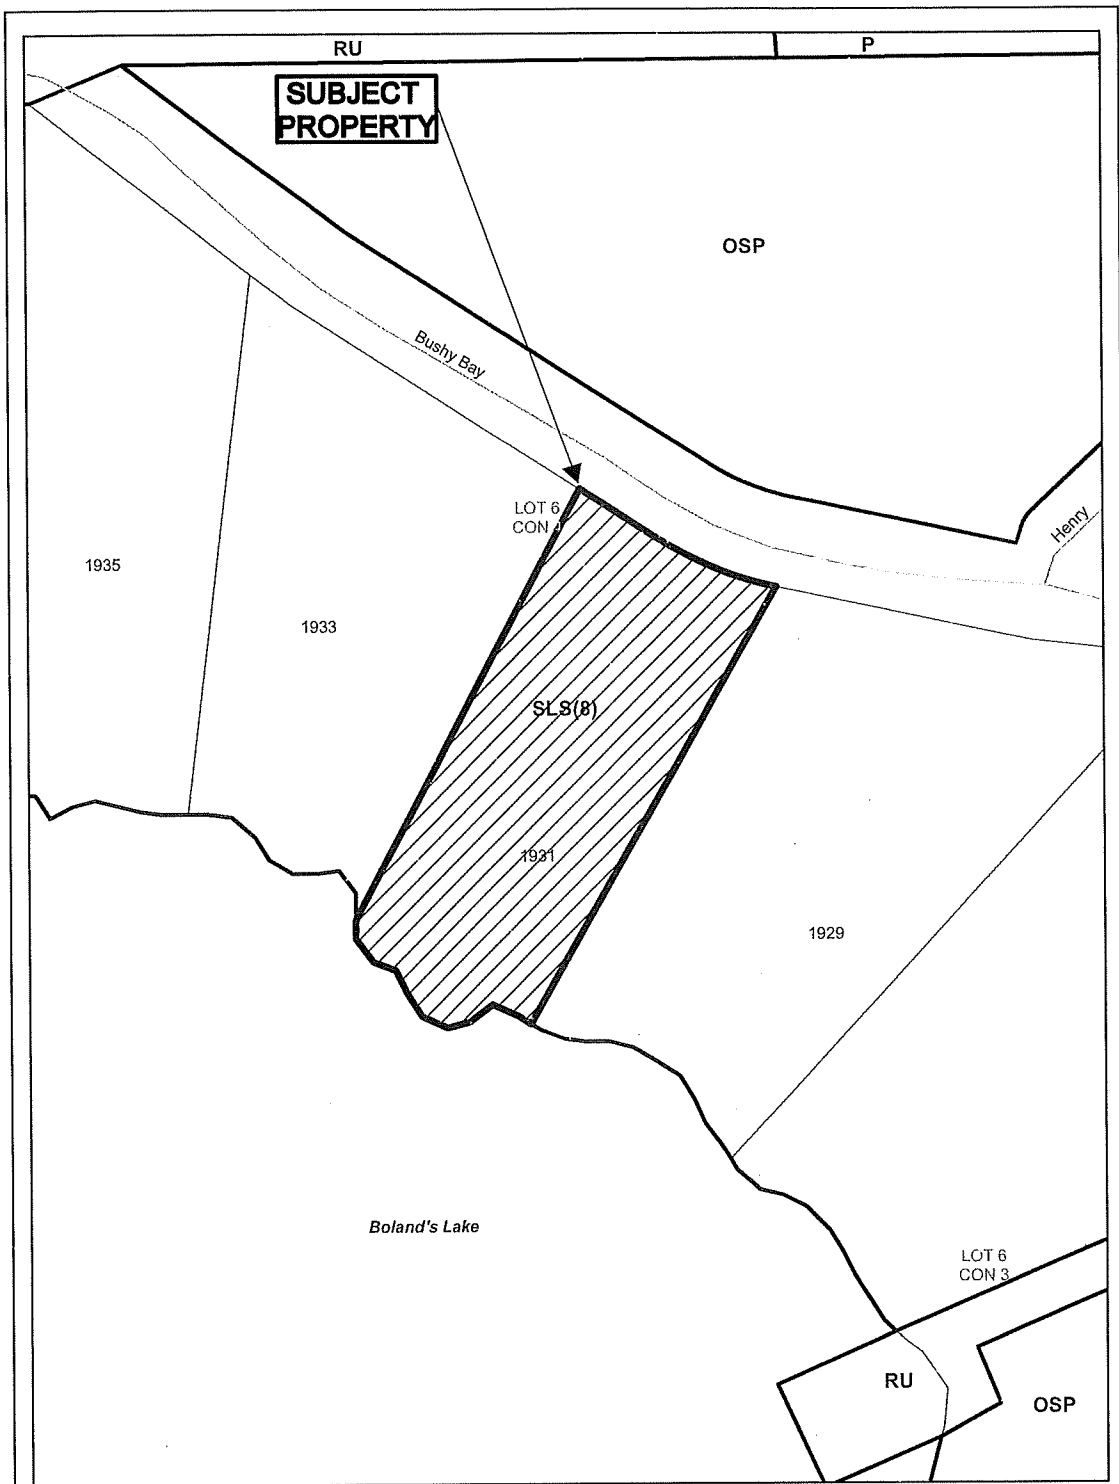 RU
P
SUBJECT
PROPERTY
OSP
Bushy Bay
LOT 6
CON
Henry
1935
1933
SLS(8)
1931
1929
Boland's Lake
LOT 6
CON 3
RU
OSP